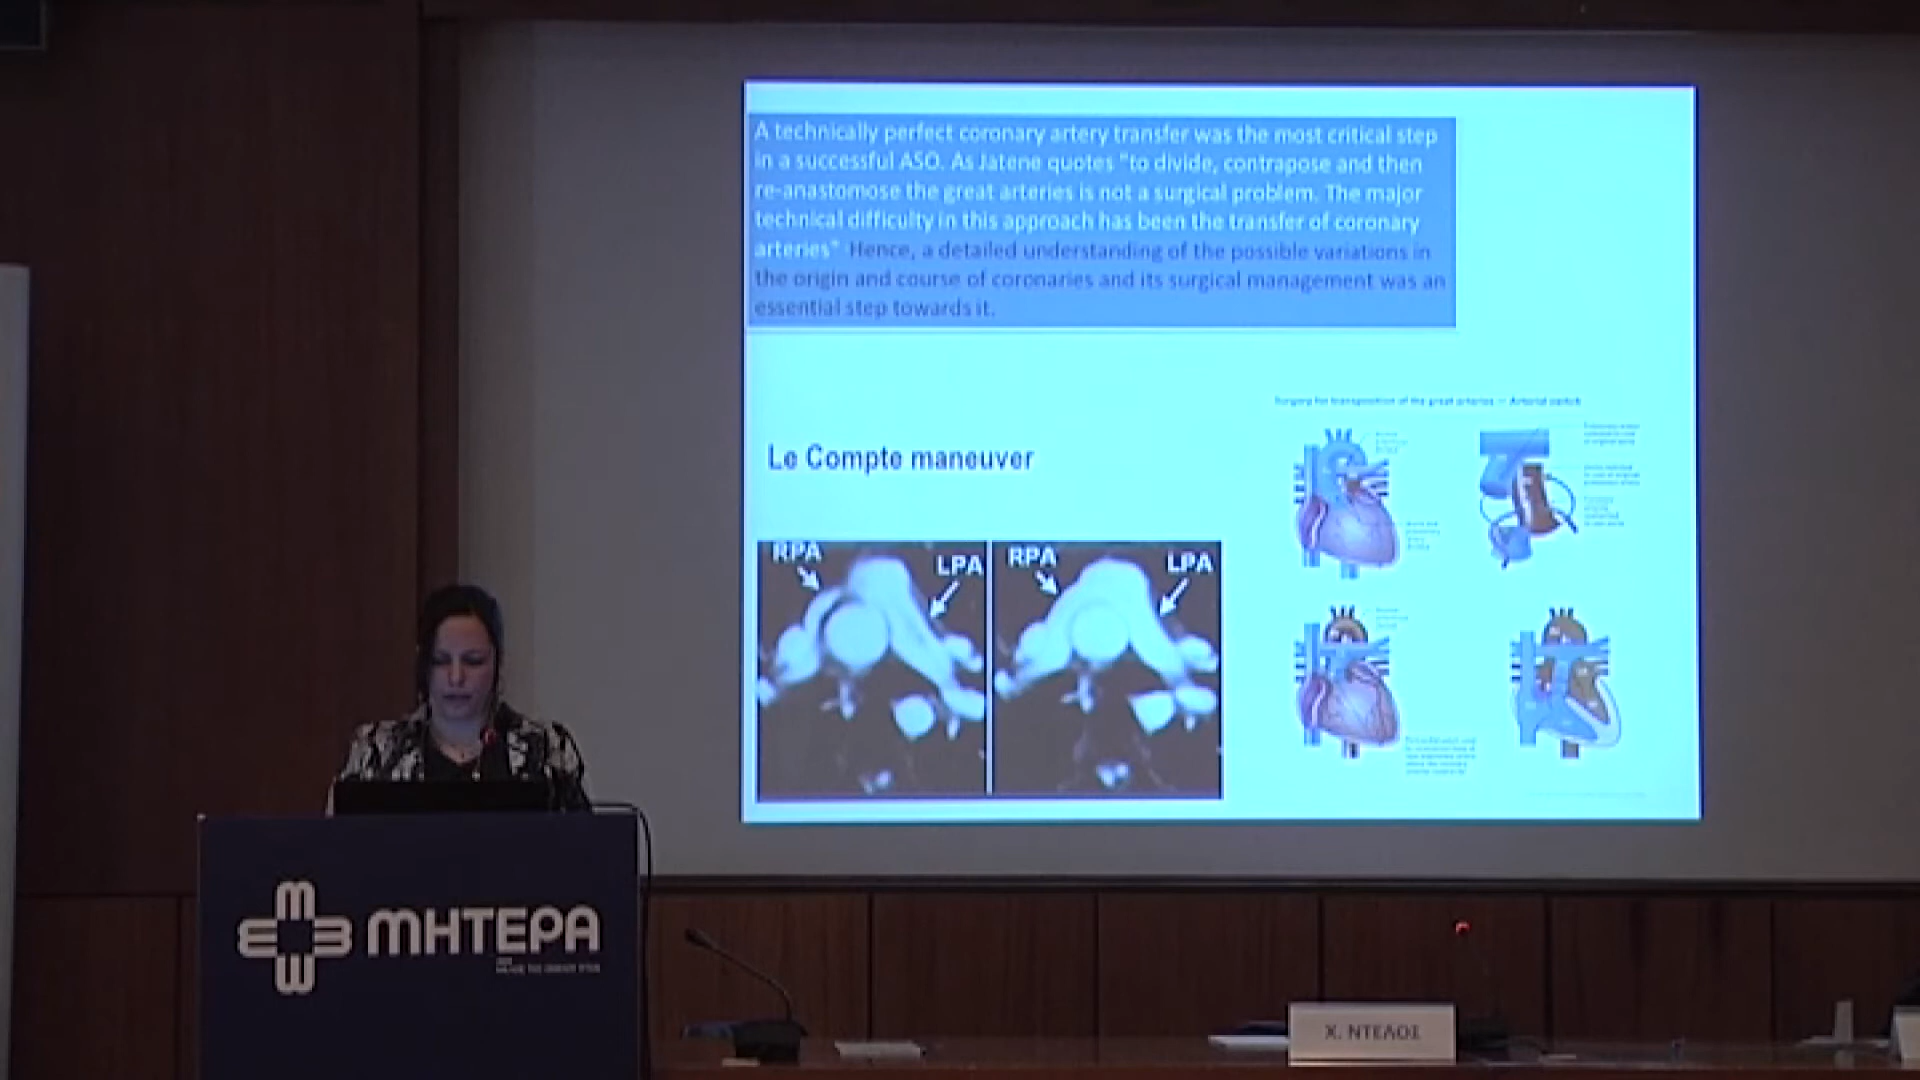 A technically perfect coronary artery transfer was the most critical step
in a successful ASO. As Jatene quotes "to divide, contrapose and then
re-anastomose the great arteries is not a surgical problem. The major
technical difficulty in this approach has been the transfer of coronary
arteries" Hence, a detailed understanding of the possible variations in
the origin and course of coronaries and its surgical management was an
essential step towards it.
Surgery for transposition of the great arteries — Arterial switch
Le Compte maneuver
RPA
LPA
RPA
LPA
ΜΗΤΕΡΑ
Χ. ΝΤΕΛΟΣ